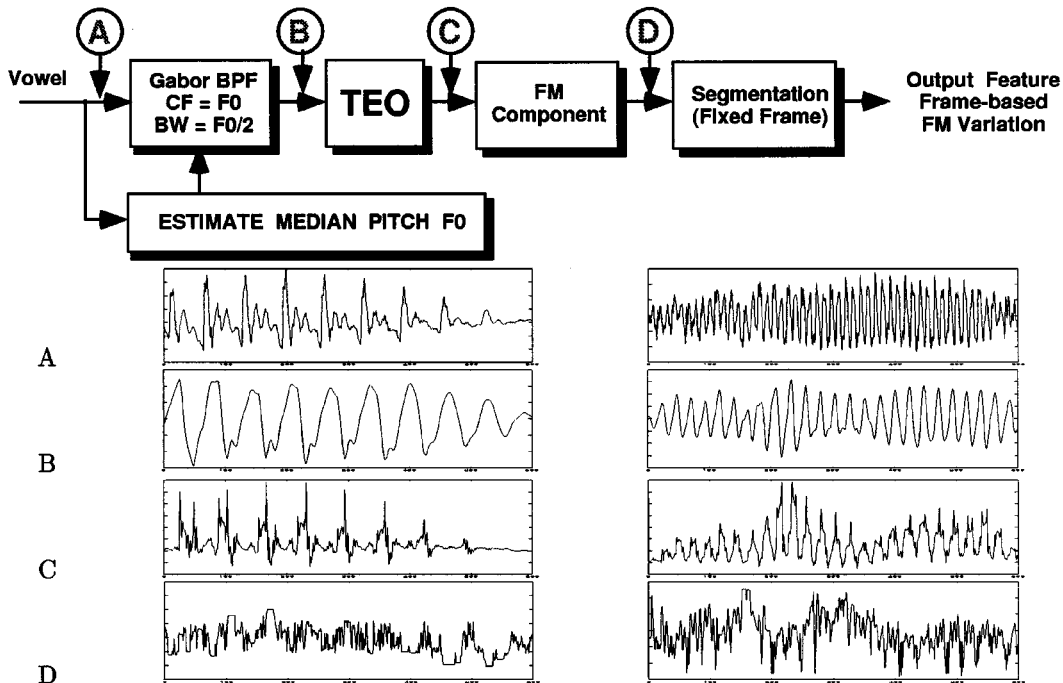 A
B
C
D
Vowel
Gabor BPF
CF = F0
BW = F0/2
TEO
FM
Component
Segmentation
(Fixed Frame)
Output Feature
Frame-based
FM Variation
ESTIMATE MEDIAN PITCH F0
A
B
C
D